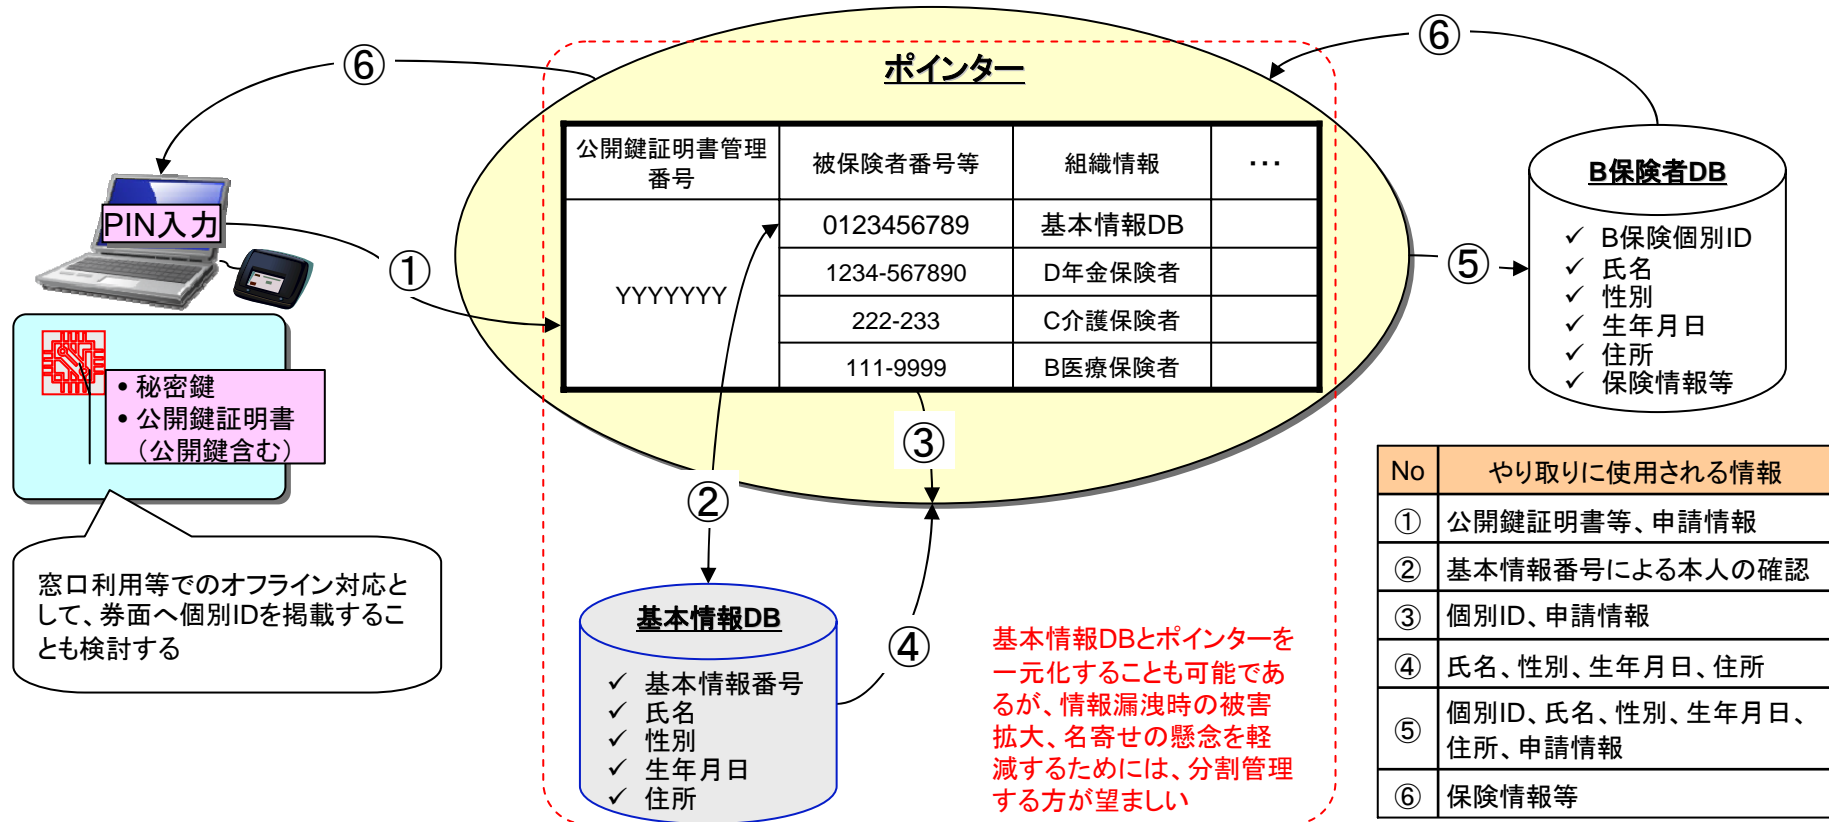 ⑥
ポインター
⑥
公開鍵証明書管理
番号
被保険者番号等
組織情報
･･･
YYYYYYY
0123456789
基本情報DB
1234-567890
D年金保険者
222-233
C介護保険者
111-9999
B医療保険者
PIN入力
①
• 秘密鍵
• 公開鍵証明書
（公開鍵含む）
窓口利用等でのオフライン対応と
して、券面へ個別IDを掲載するこ
とも検討する
②
③
④
⑤
基本情報DB
✓ 基本情報番号
✓ 氏名
✓ 性別
✓ 生年月日
✓ 住所
基本情報DBとポインターを
一元化することも可能であ
るが、情報漏洩時の被害
拡大、名寄せの懸念を軽
減するためには、分割管理
する方が望ましい
B保険者DB
✓ B保険個別ID
✓ 氏名
✓ 性別
✓ 生年月日
✓ 住所
✓ 保険情報等
No やり取りに使用される情報
① 公開鍵証明書等、申請情報
② 基本情報番号による本人の確認
③ 個別ID、申請情報
④ 氏名、性別、生年月日、住所
⑤ 個別ID、氏名、性別、生年月日、
住所、申請情報
⑥ 保険情報等